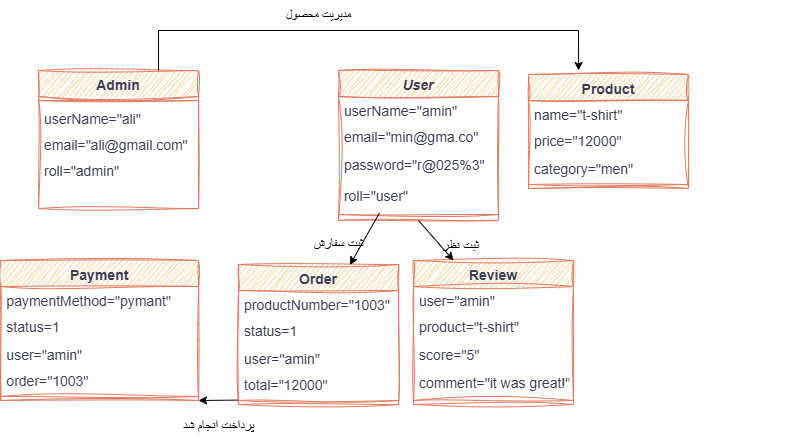 مدیریت محصول
Admin
userName="ali"
email="ali@gmail.com"
roll="admin"
User
userName="amin"
email="min@gma.co"
password="r@025%3"
roll="user"
Product
name="t-shirt"
price="12000"
category="men"
ثبت سفارش
ثبت نظر
Payment
paymentMethod="pymant"
status=1
user="amin"
order="1003"
Order
productNumber="1003"
status=1
user="amin"
total="12000"
Review
user="amin"
product="t-shirt"
score="5"
comment="it was great!"
پرداخت انجام شد